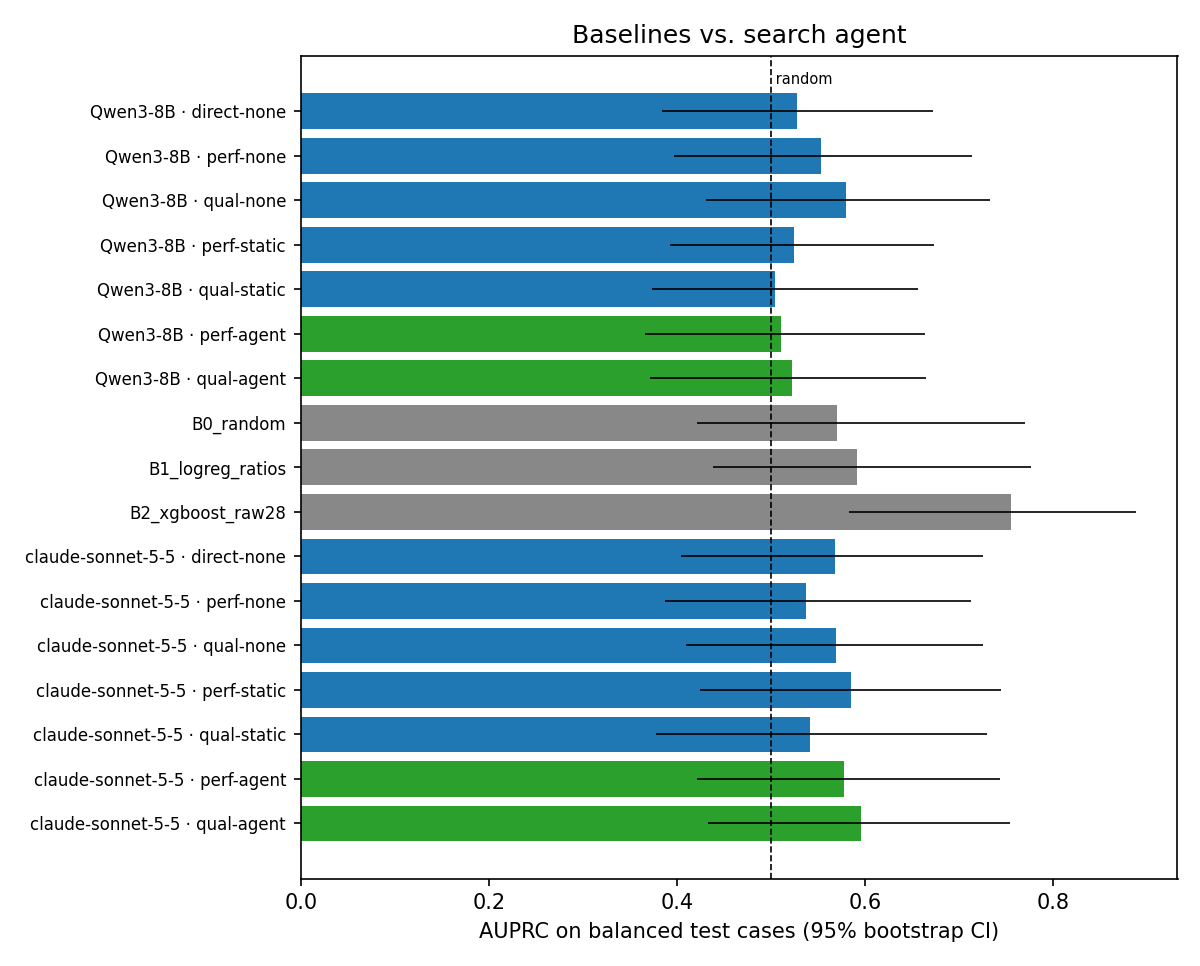 Baselines vs. search agent
random
Qwen3-8B · direct-none
Qwen3-8B · perf-none
Qwen3-8B · qual-none
Qwen3-8B · perf-static
Qwen3-8B · qual-static
Qwen3-8B · perf-agent
Qwen3-8B · qual-agent
B0_random
B1_logreg_ratios
B2_xgboost_raw28
claude-sonnet-5-5 · direct-none
claude-sonnet-5-5 · perf-none
claude-sonnet-5-5 · qual-none
claude-sonnet-5-5 · perf-static
claude-sonnet-5-5 · qual-static
claude-sonnet-5-5 · perf-agent
claude-sonnet-5-5 · qual-agent
0.0 0.2 0.4 0.6 0.8
AUPRC on balanced test cases (95% bootstrap CI)